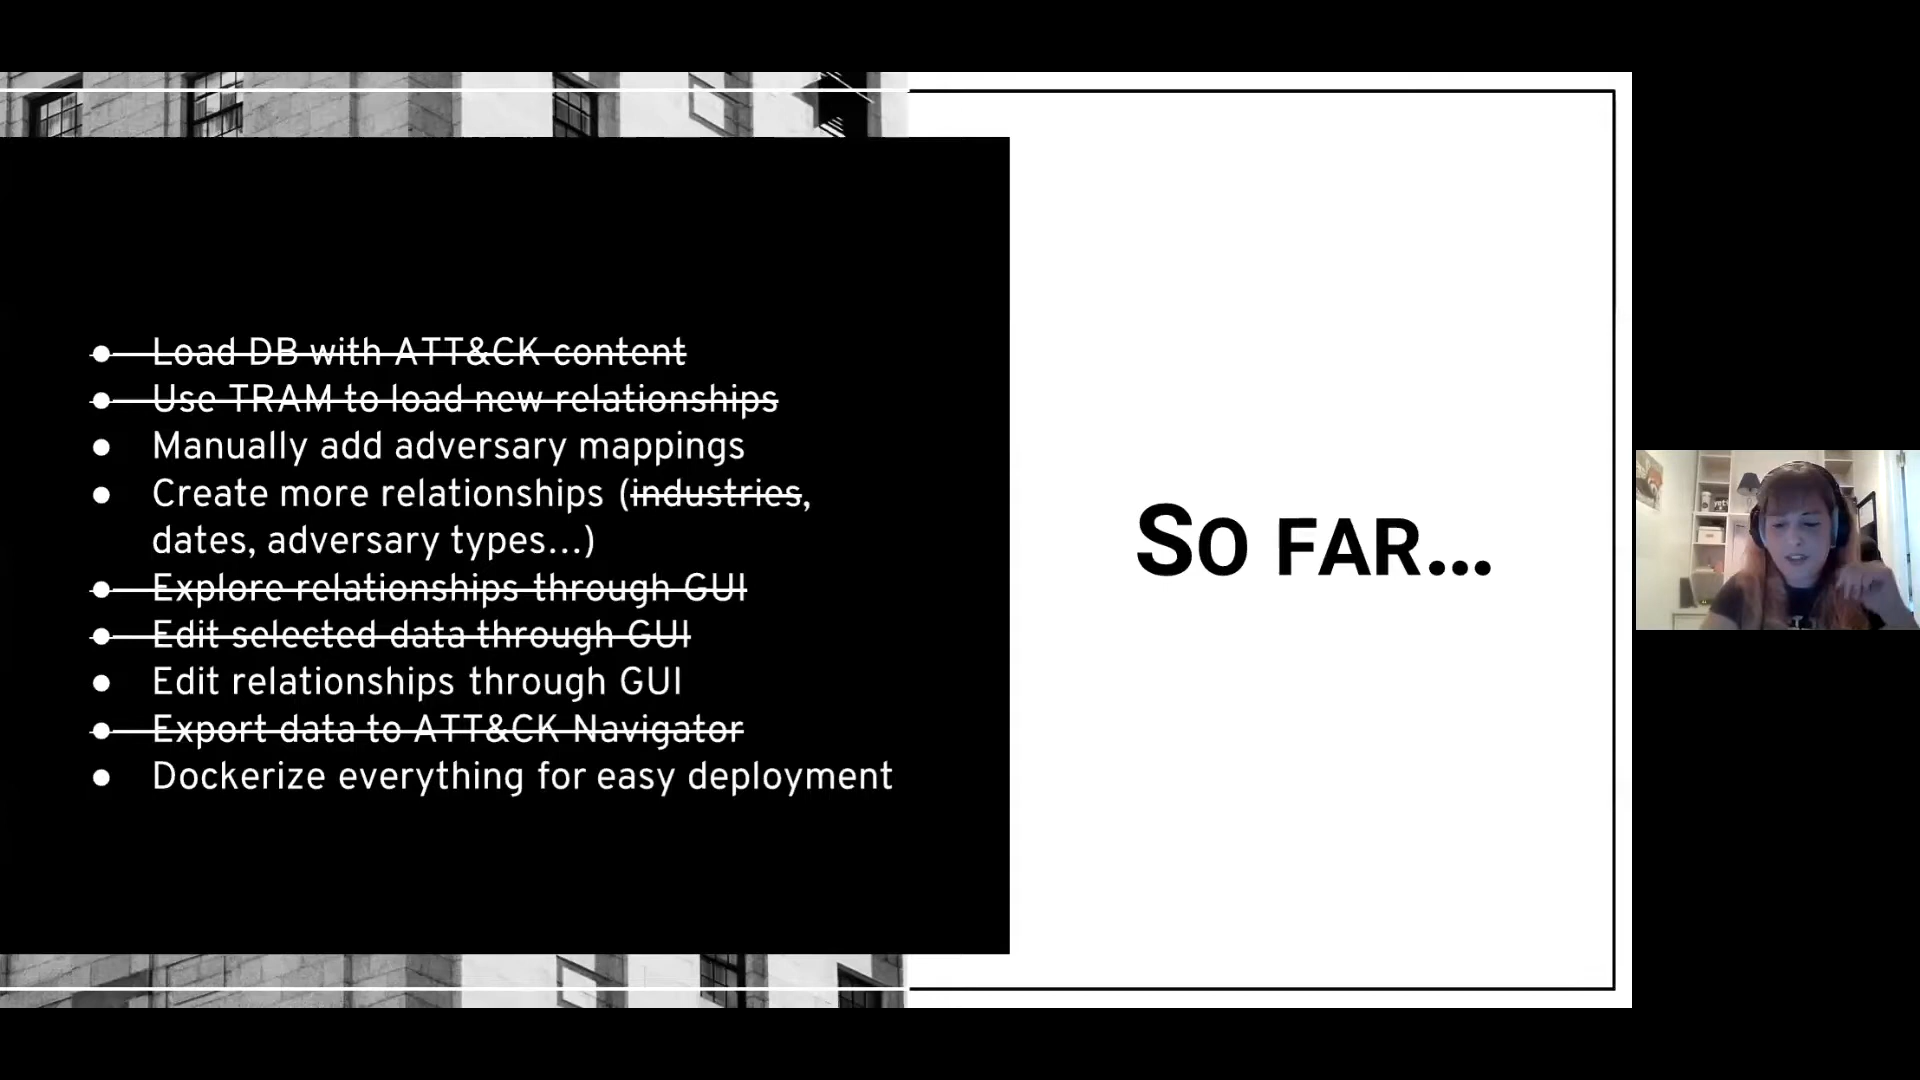 ● Load DB with ATT&CK content
● Use TRAM to load new relationships
● Manually add adversary mappings
● Create more relationships (industries,
dates, adversary types...)
● Explore relationships through GUI
● Edit selected data through GUI
● Edit relationships through GUI
● Export data to ATT&CK Navigator
● Dockerize everything for easy deployment
SO FAR...